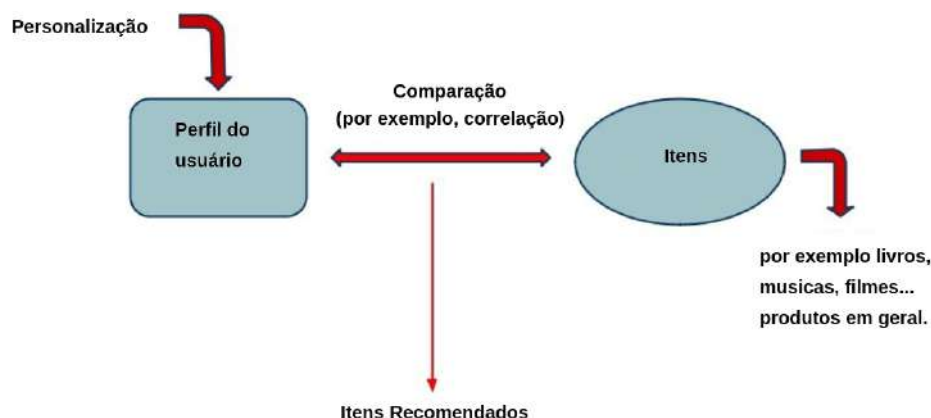 Personalização
Comparação
(por exemplo, correlação)
Perfil do
usuário
Itens
por exemplo livros,
musicas, filmes...
produtos em geral.
Itens Recomendados